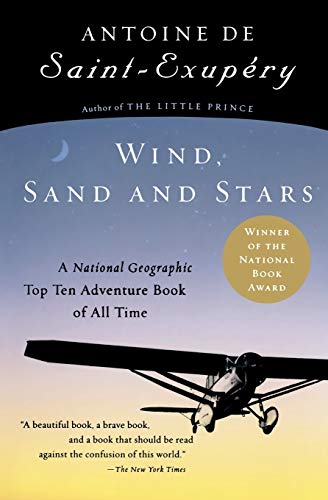 ANTOINE DE
Saint-Exupéry
Author of THE LITTLE PRINCE
WIND,
SAND AND STARS
WINNER
OF THE
NATIONAL
BOOK
AWARD
A National Geographic
Top Ten Adventure Book
of All Time
"A beautiful book, a brave book,
and a book that should be read
against the confusion of this world."
—The New York Times